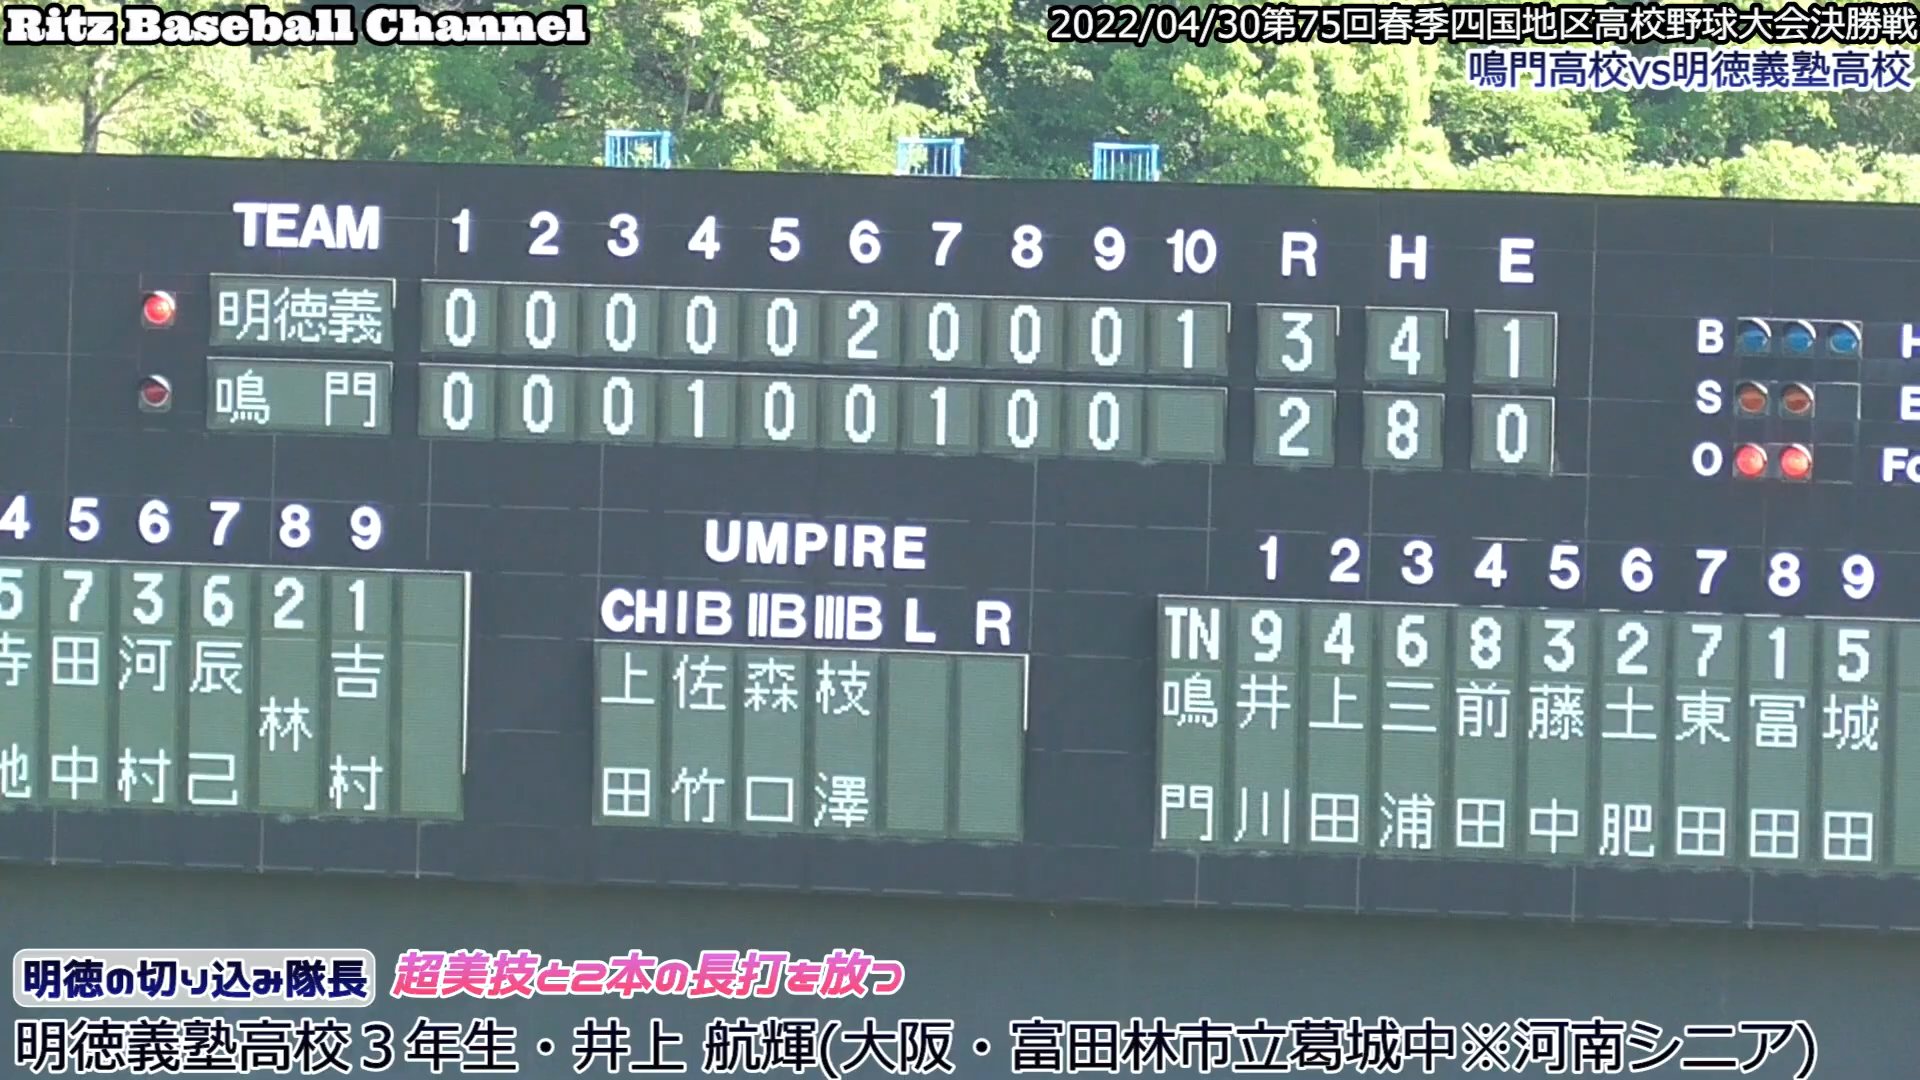 Ritz Baseball Channel
2022/04/30第75回春季四国地区高校野球大会決勝戦
鳴門高校vs明徳義塾高校
TEAM 1 2 3 4 5 6 7 8 9 10 R H E
明徳義 0 0 0 0 0 2 0 0 0 1 3 4 1
鳴門 0 0 0 1 0 0 1 0 0 2 8 0
B H
S E
O Fc
4 5 6 7 8 9
5 7 3 6 2 1
寺地 田中 河村 辰己 林 吉村
UMPIRE
CH IB IIB IIIB L R
上田 佐竹 森口 枝澤
1 2 3 4 5 6 7 8 9
TN 9 4 6 8 3 2 7 1 5
鳴門 井川 上田 三浦 前田 藤中 土肥 東田 冨田 城田
明徳の切り込み隊長 超美技と2本の長打を放つ
明徳義塾高校３年生・井上 航輝(大阪・富田林市立葛城中※河南シニア)